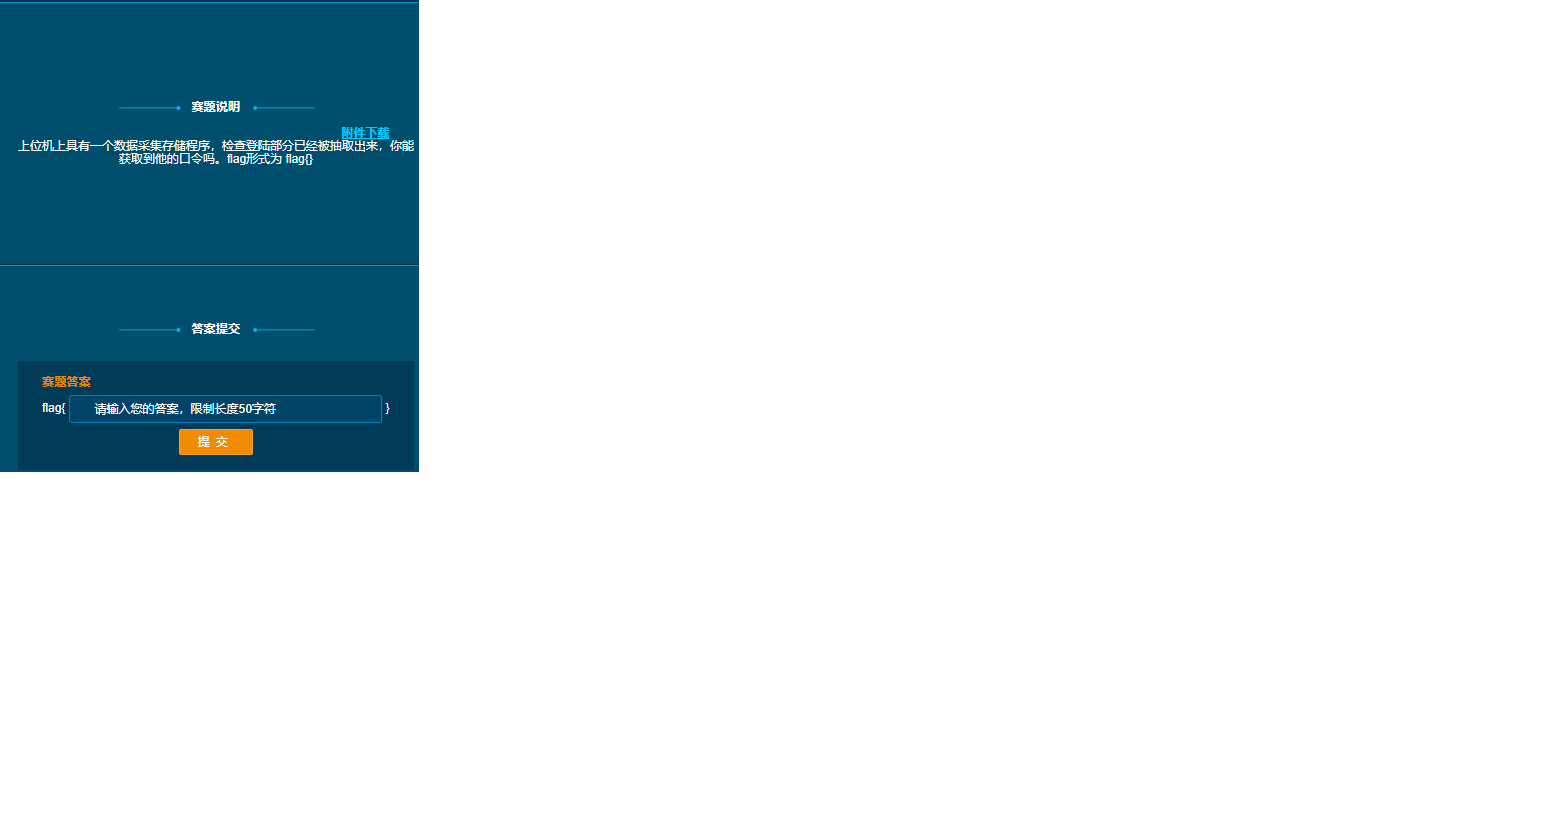 赛题说明
附件下载
上位机上具有一个数据采集存储程序，检查登陆部分已经被抽取出来，你能
获取到他的口令吗。flag形式为 flag{}
答案提交
赛题答案
flag{ 请输入您的答案，限制长度50字符 }
提 交